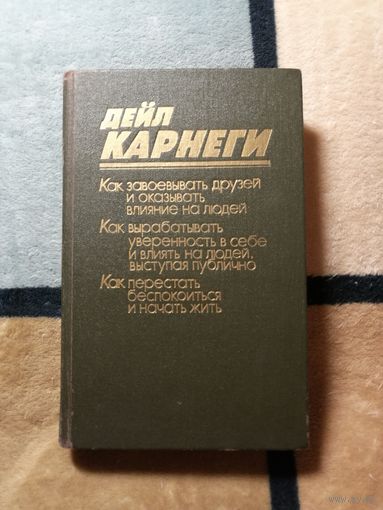 ДЕЙЛ
КАРНЕГИ
Как завоевывать друзей
и оказывать
влияние на людей
Как вырабатывать
уверенность в себе
и влиять на людей,
выступая публично
Как перестать
беспокоиться
и начать жить